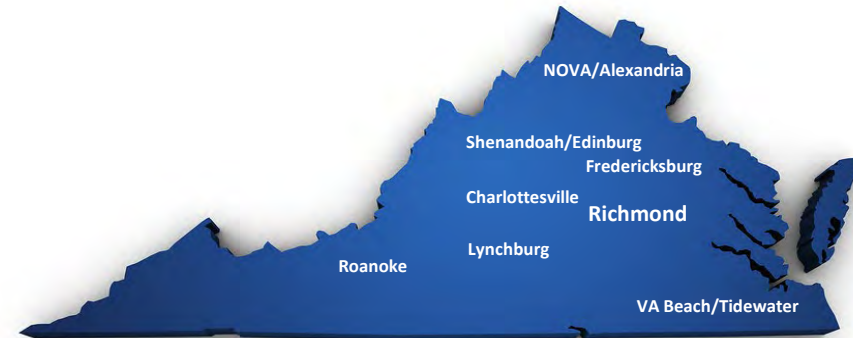 NOVA/Alexandria
Shenandoah/Edinburg
Fredericksburg
Charlottesville
Richmond
Lynchburg
Roanoke
VA Beach/Tidewater